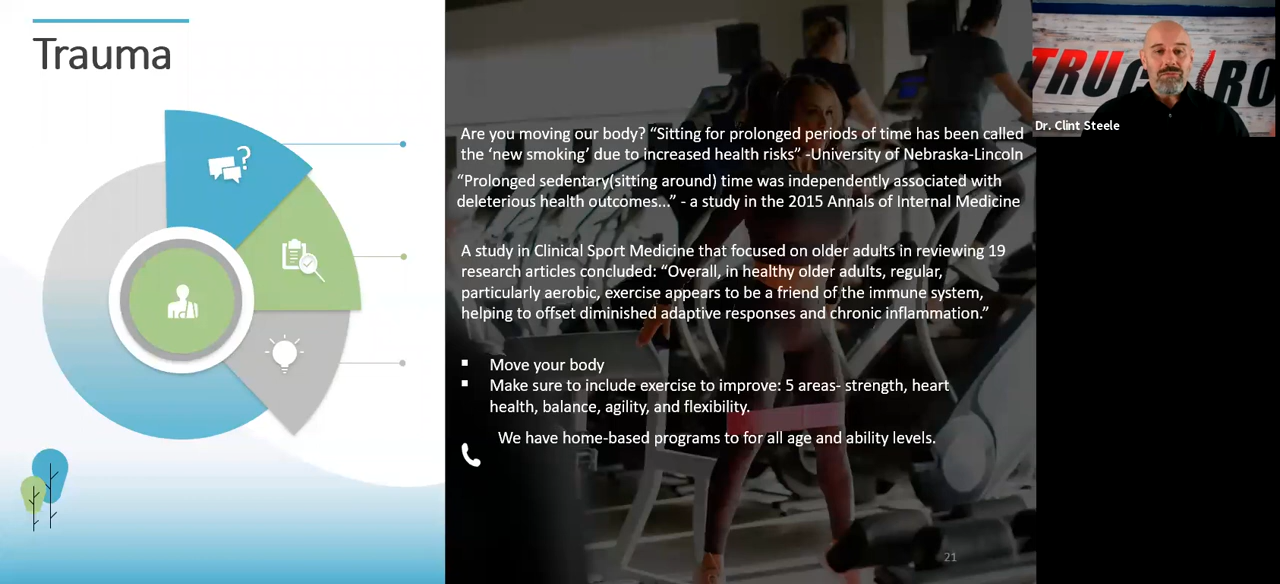 Trauma
Are you moving our body? “Sitting for prolonged periods of time has been called
the ‘new smoking’ due to increased health risks” -University of Nebraska-Lincoln
“Prolonged sedentary(sitting around) time was independently associated with
deleterious health outcomes…” - a study in the 2015 Annals of Internal Medicine
A study in Clinical Sport Medicine that focused on older adults in reviewing 19
research articles concluded: “Overall, in healthy older adults, regular,
particularly aerobic, exercise appears to be a friend of the immune system,
helping to offset diminished adaptive responses and chronic inflammation.”
Move your body
Make sure to include exercise to improve: 5 areas- strength, heart
health, balance, agility, and flexibility.
We have home-based programs to for all age and ability levels.
21
Dr. Clint Steele